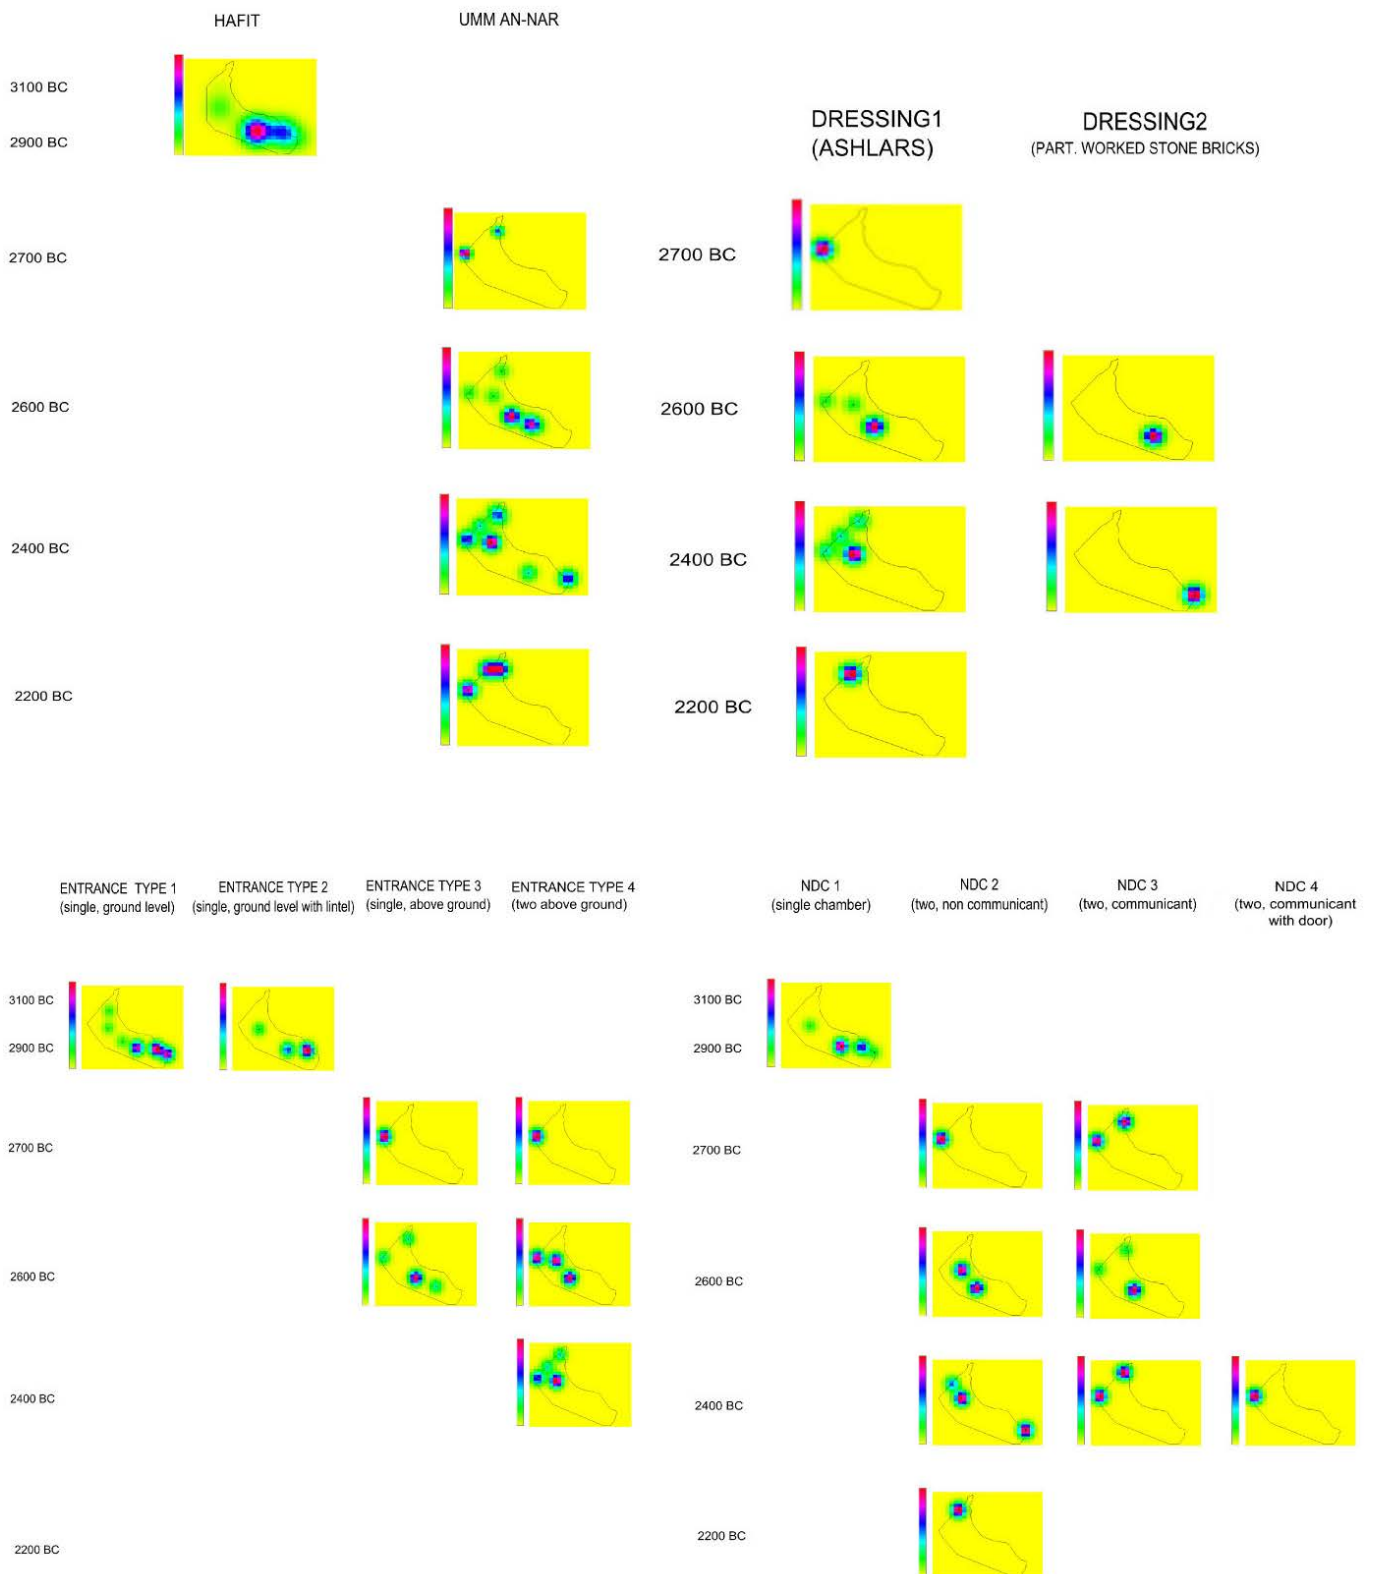 HAFIT
UMM AN-NAR
3100 BC
2900 BC
2700 BC
2600 BC
2400 BC
2200 BC
DRESSING1
(ASHLARS)
DRESSING2
(PART. WORKED STONE BRICKS)
2700 BC
2600 BC
2400 BC
2200 BC
ENTRANCE TYPE 1
(single, ground level)
ENTRANCE TYPE 2
(single, ground level with lintel)
ENTRANCE TYPE 3
(single, above ground)
ENTRANCE TYPE 4
(two above ground)
3100 BC
2900 BC
2700 BC
2600 BC
2400 BC
2200 BC
NDC 1
(single chamber)
NDC 2
(two, non communicant)
NDC 3
(two, communicant)
NDC 4
(two, communicant
with door)
3100 BC
2900 BC
2700 BC
2600 BC
2400 BC
2200 BC